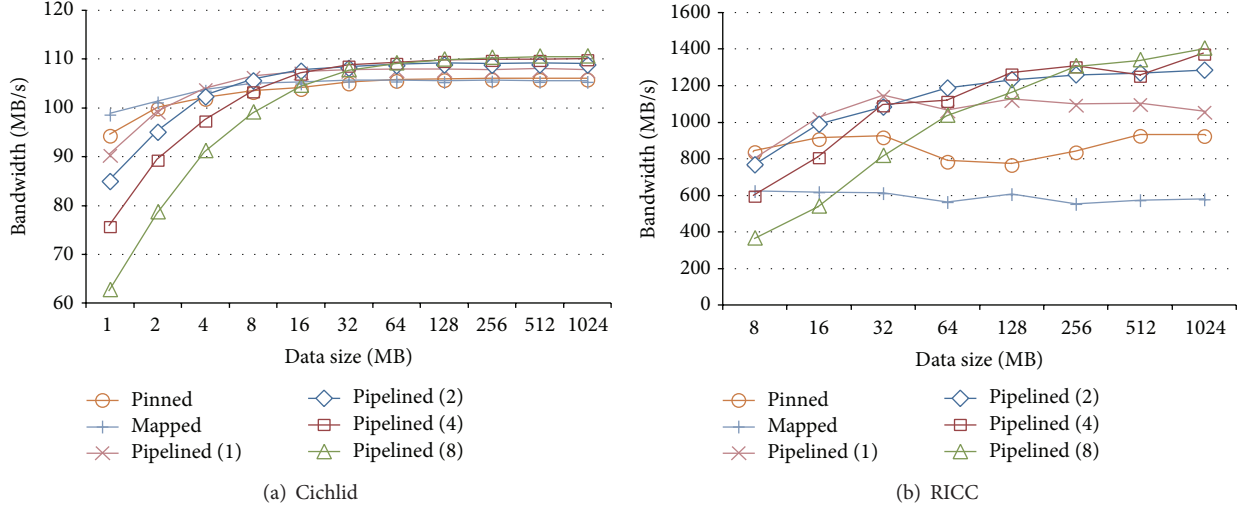 120
110
100
90
80
70
60
Bandwidth (MB/s)
1 2 4 8 16 32 64 128 256 512 1024
Data size (MB)
Pinned
Mapped
Pipelined (1)
Pipelined (2)
Pipelined (4)
Pipelined (8)
(a) Cichlid
1600
1400
1200
1000
800
600
400
200
0
Bandwidth (MB/s)
8 16 32 64 128 256 512 1024
Data size (MB)
Pinned
Mapped
Pipelined (1)
Pipelined (2)
Pipelined (4)
Pipelined (8)
(b) RICC